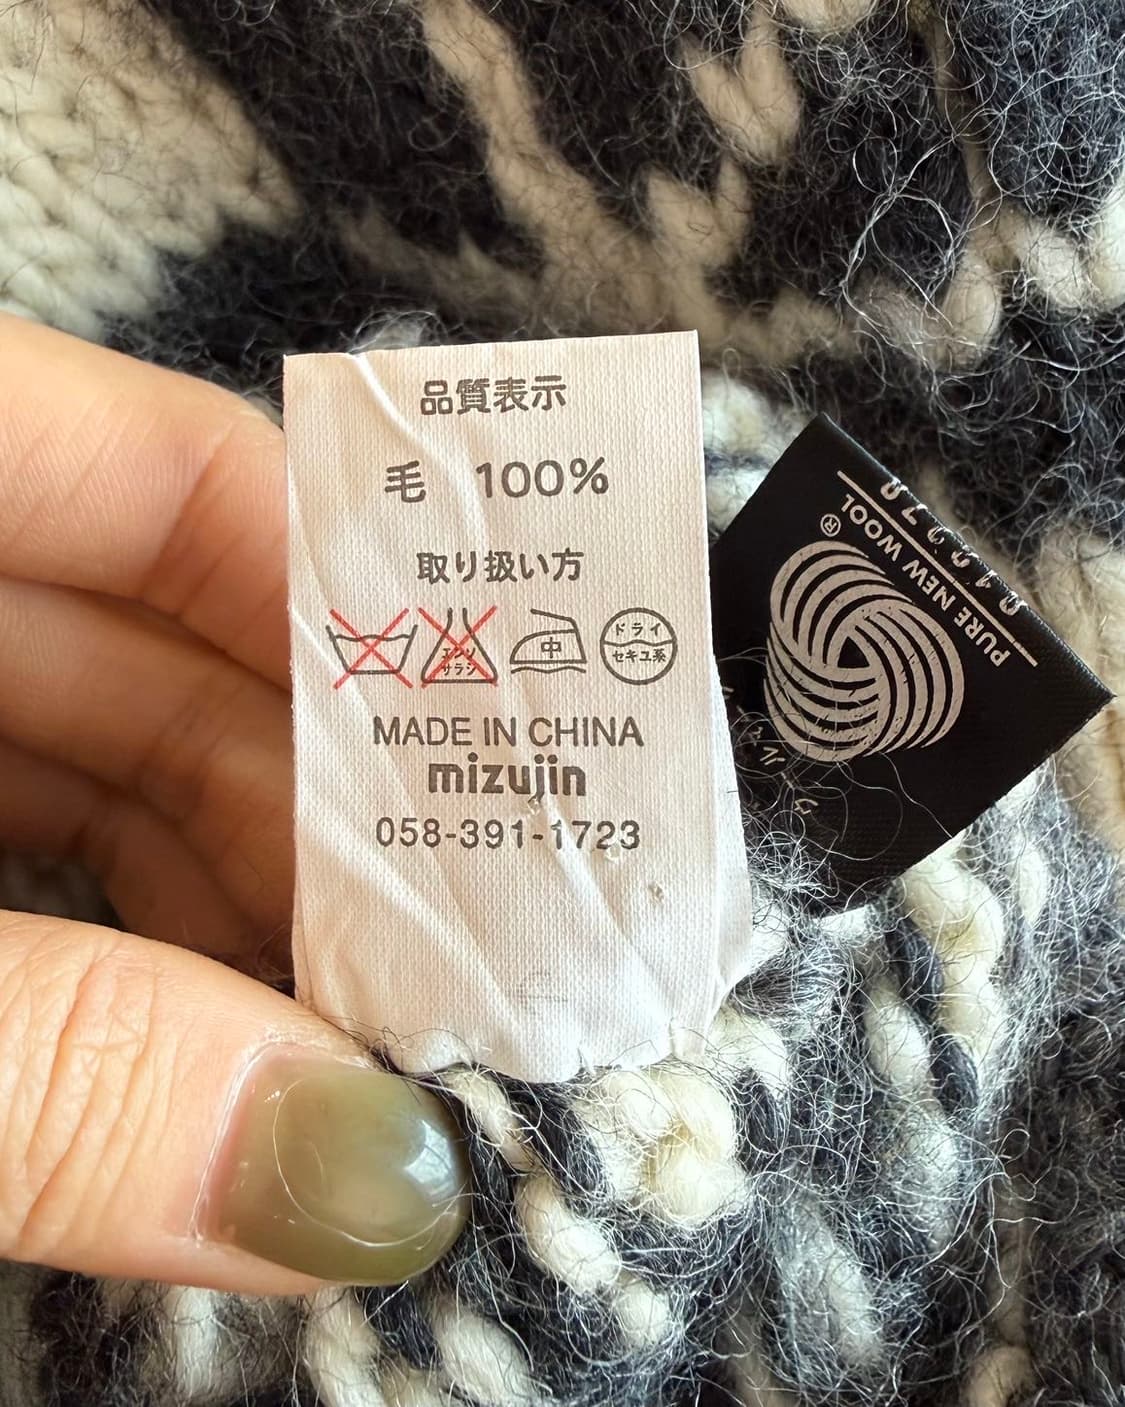 品質表示
毛 100%
取り扱い方
エンソ
サラシ
中
ドライ
セキユ系
MADE IN CHINA
mizujin
058-391-1723
PURE NEW WOOL
®